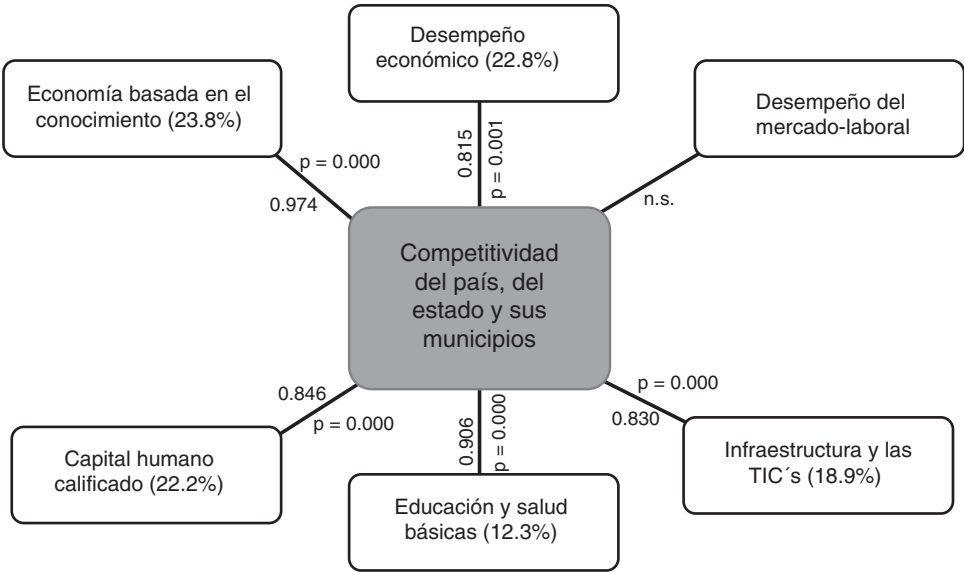 Desempeño
económico (22.8%)
Economía basada en el
conocimiento (23.8%)
Desempeño del
mercado-laboral
p = 0.000
0.974
0.815
p = 0.001
n.s.
Competitividad
del país, del
estado y sus
municipios
0.846
p = 0.000
0.906
p = 0.000
p = 0.000
0.830
Capital humano
calificado (22.2%)
Educación y salud
básicas (12.3%)
Infraestructura y las
TIC´s (18.9%)